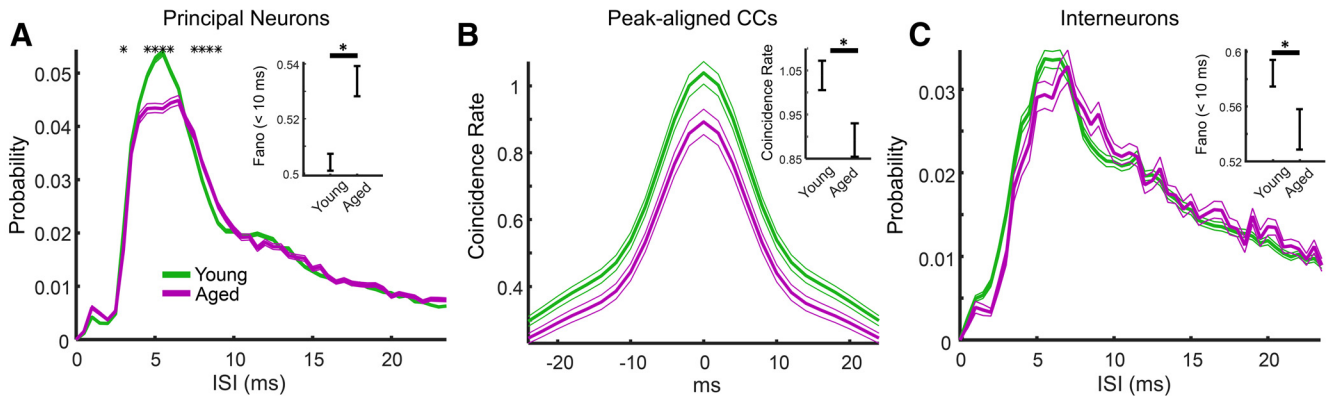 A
Principal Neurons
Probability
0.05
0.04
0.03
0.02
0.01
0
0
5
10
15
20
ISI (ms)
* **** ****
Young
Aged
Fano (< 10 ms)
0.54
0.52
0.5
*
Young
Aged
B
Peak-aligned CCs
Coincidence Rate
1
0.8
0.6
0.4
-20
-10
0
10
20
ms
Coincidence Rate
1.05
0.95
0.85
*
Young
Aged
C
Interneurons
Probability
0.03
0.02
0.01
0
0
5
10
15
20
ISI (ms)
Fano (< 10 ms)
0.6
0.56
0.52
*
Young
Aged